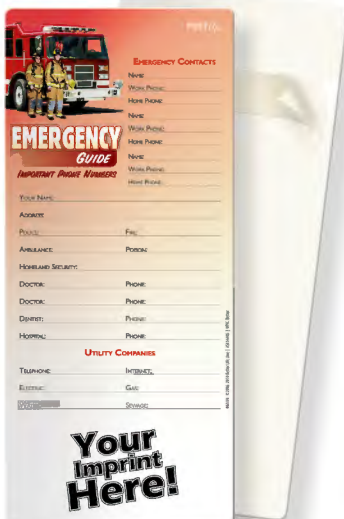 EMERGENCY
GUIDE
IMPORTANT PHONE NUMBERS
EMERGENCY CONTACTS
NAME:
WORK PHONE:
HOME PHONE:
NAME:
WORK PHONE:
HOME PHONE:
NAME:
WORK PHONE:
HOME PHONE:
YOUR NAME:
ADDRESS:
POLICE: FIRE:
AMBULANCE: POISON:
HOMELAND SECURITY:
DOCTOR: PHONE:
DOCTOR: PHONE:
DENTIST: PHONE:
HOSPITAL: PHONE:
UTILITY COMPANIES
TELEPHONE: INTERNET:
ELECTRIC: GAS:
WATER: SEWAGE:
Your
Imprint
Here!